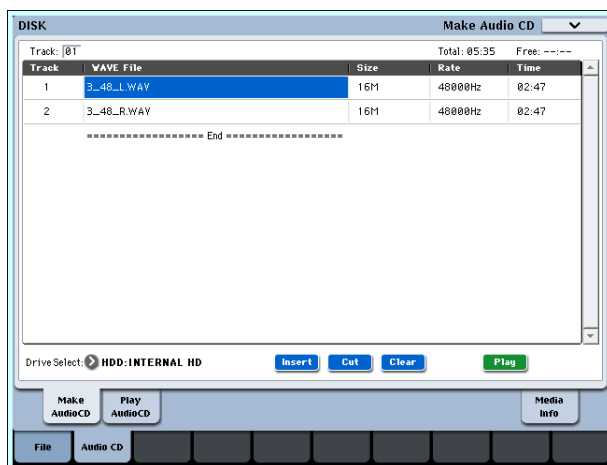 DISK Make Audio CD
Track: 01 Total: 05:35 Free: --:--
Track WAVE File Size Rate Time
1 3_48_L.WAV 16M 48000Hz 02:47
2 3_48_R.WAV 16M 48000Hz 02:47
================== End ==================
Drive Select: HDD:INTERNAL HD Insert Cut Clear Play
Make AudioCD Play AudioCD Media Info
File Audio CD